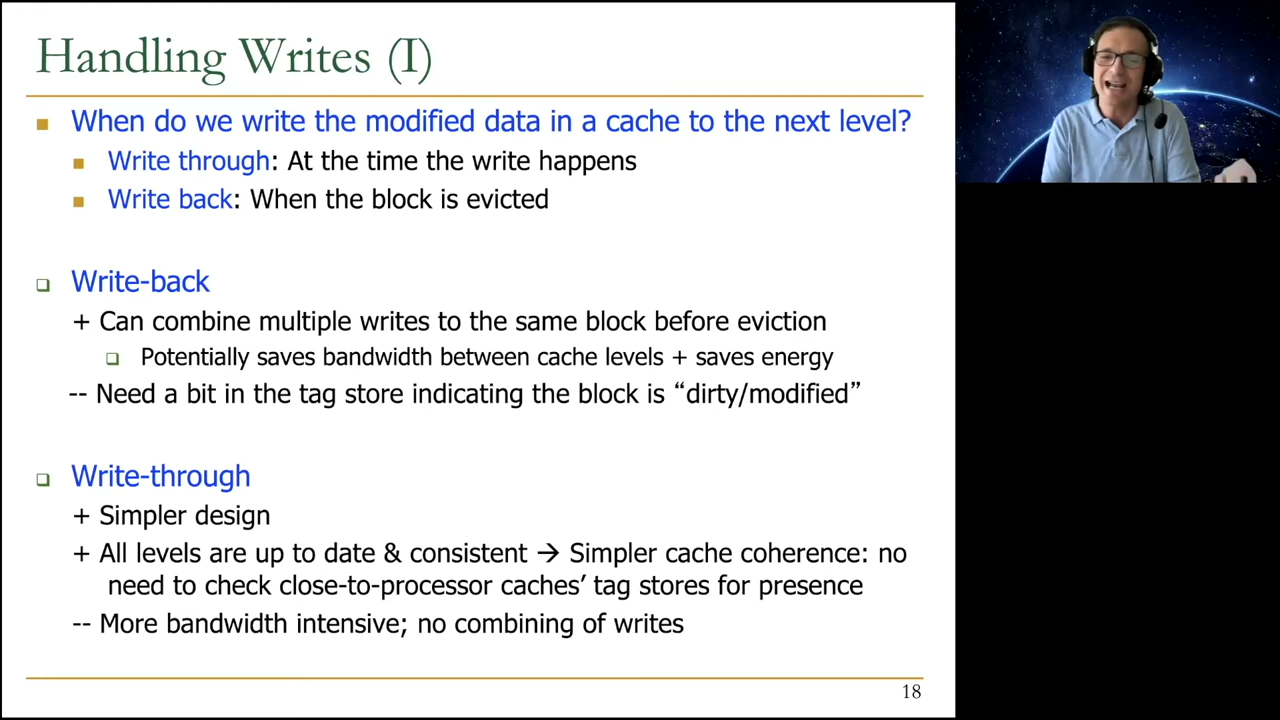 Handling Writes (I)
When do we write the modified data in a cache to the next level?
Write through: At the time the write happens
Write back: When the block is evicted
Write-back
+ Can combine multiple writes to the same block before eviction
Potentially saves bandwidth between cache levels + saves energy
-- Need a bit in the tag store indicating the block is “dirty/modified”
Write-through
+ Simpler design
+ All levels are up to date & consistent → Simpler cache coherence: no
need to check close-to-processor caches’ tag stores for presence
-- More bandwidth intensive; no combining of writes
18